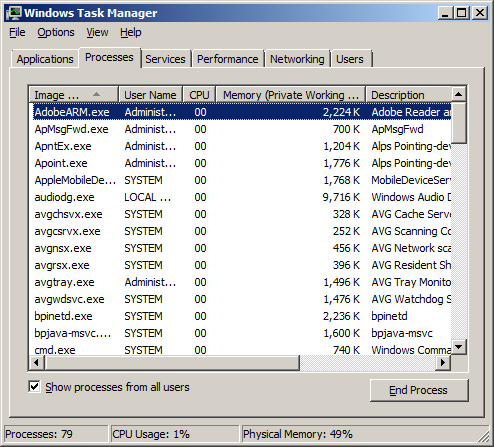 Windows Task Manager
File Options View Help
Applications Processes Services Performance Networking Users
Image ... User Name CPU Memory (Private Working ... Description
AdobeARM.exe Administ... 00 2,224 K Adobe Reader an
ApMsgFwd.exe Administ... 00 700 K ApMsgFwd
ApntEx.exe Administ... 00 1,204 K Alps Pointing-dev
Apoint.exe Administ... 00 1,776 K Alps Pointing-dev
AppleMobileDe... SYSTEM 00 1,768 K MobileDeviceServ
audiodg.exe LOCAL ... 00 9,716 K Windows Audio D
avgchsvx.exe SYSTEM 00 328 K AVG Cache Serve
avgcsrvx.exe SYSTEM 00 252 K AVG Scanning Co
avgnsx.exe SYSTEM 00 456 K AVG Network sca
avgrsx.exe SYSTEM 00 396 K AVG Resident Sh
avgtray.exe Administ... 00 1,496 K AVG Tray Monito
avgwdsvc.exe SYSTEM 00 1,476 K AVG Watchdog S
bpinetd.exe SYSTEM 00 2,236 K bpinetd
bpjava-msvc.... SYSTEM 00 1,600 K bpjava-msvc
cmd.exe SYSTEM 00 740 K Windows Comma
Show processes from all users
End Process
Processes: 79 CPU Usage: 1% Physical Memory: 49%